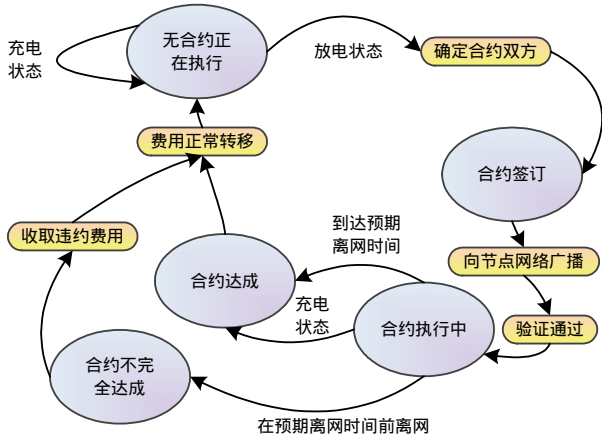 充电
状态
无合约正
在执行
放电状态
确定合约双方
费用正常转移
合约签订
收取违约费用
到达预期
离网时间
向节点网络广播
合约达成
充电
状态
合约执行中
验证通过
合约不完
全达成
在预期离网时间前离网